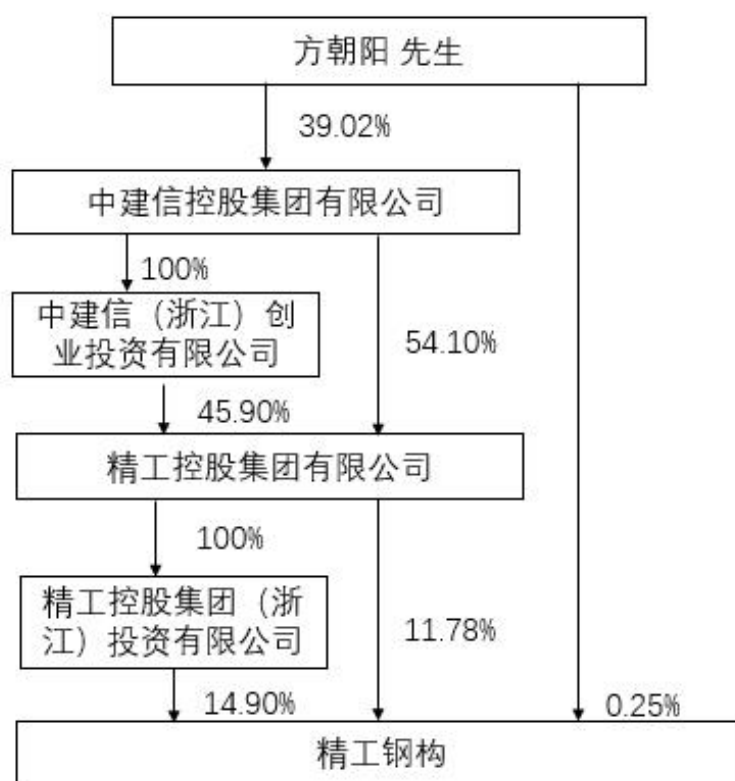 方朝阳 先生
39.02%
中建信控股集团有限公司
100%
中建信（浙江）创
业投资有限公司
54.10%
45.90%
精工控股集团有限公司
100%
精工控股集团（浙
江）投资有限公司
11.78%
14.90%
0.25%
精工钢构